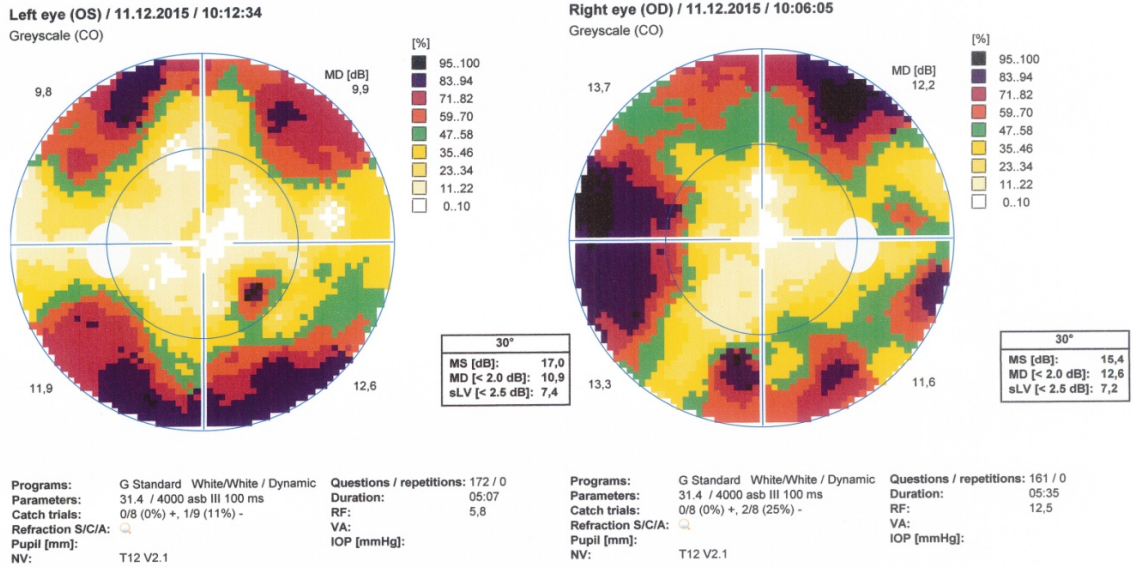 Left eye (OS) / 11.12.2015 / 10:12:34
Greyscale (CO)
[%]
95..100
83..94
71..82
59..70
47..58
35..46
23..34
11..22
0..10
9,8
MD [dB]
9,9
11,9
12,6
30°
MS [dB]: 17,0
MD [< 2.0 dB]: 10,9
sLV [< 2.5 dB]: 7,4
Programs: G Standard White/White / Dynamic
Parameters: 31.4 / 4000 asb III 100 ms
Catch trials: 0/8 (0%) +, 1/9 (11%) -
Refraction S/C/A:
Pupil [mm]:
NV: T12 V2.1
Questions / repetitions: 172 / 0
Duration: 05:07
RF: 5,8
VA:
IOP [mmHg]:
Right eye (OD) / 11.12.2015 / 10:06:05
Greyscale (CO)
[%]
95..100
83..94
71..82
59..70
47..58
35..46
23..34
11..22
0..10
13,7
MD [dB]
12,2
13,3
11,6
30°
MS [dB]: 15,4
MD [< 2.0 dB]: 12,6
sLV [< 2.5 dB]: 7,2
Programs: G Standard White/White / Dynamic
Parameters: 31.4 / 4000 asb III 100 ms
Catch trials: 0/8 (0%) +, 2/8 (25%) -
Refraction S/C/A:
Pupil [mm]:
NV: T12 V2.1
Questions / repetitions: 161 / 0
Duration: 05:35
RF: 12,5
VA:
IOP [mmHg]: